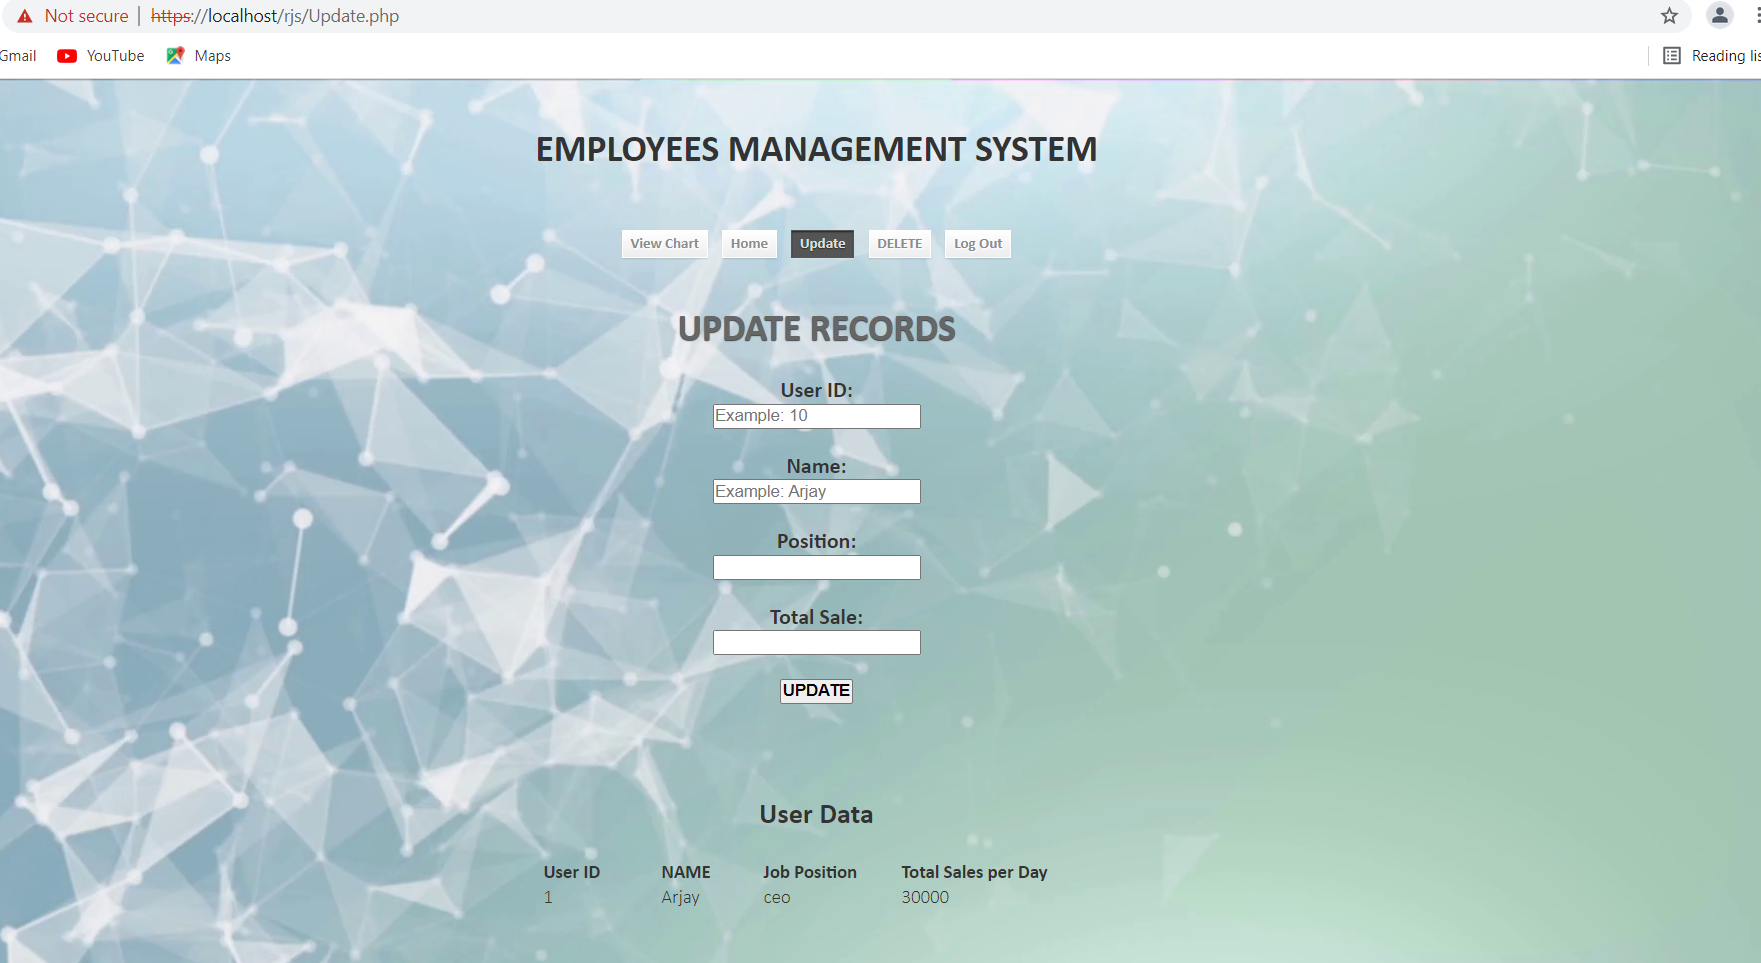 Not secure | https://localhost/rjs/Update.php
Gmail YouTube Maps Reading lis
EMPLOYEES MANAGEMENT SYSTEM
View Chart Home Update DELETE Log Out
UPDATE RECORDS
User ID:
Example: 10
Name:
Example: Arjay
Position:
Total Sale:
UPDATE
User Data
User ID NAME Job Position Total Sales per Day
1 Arjay ceo 30000